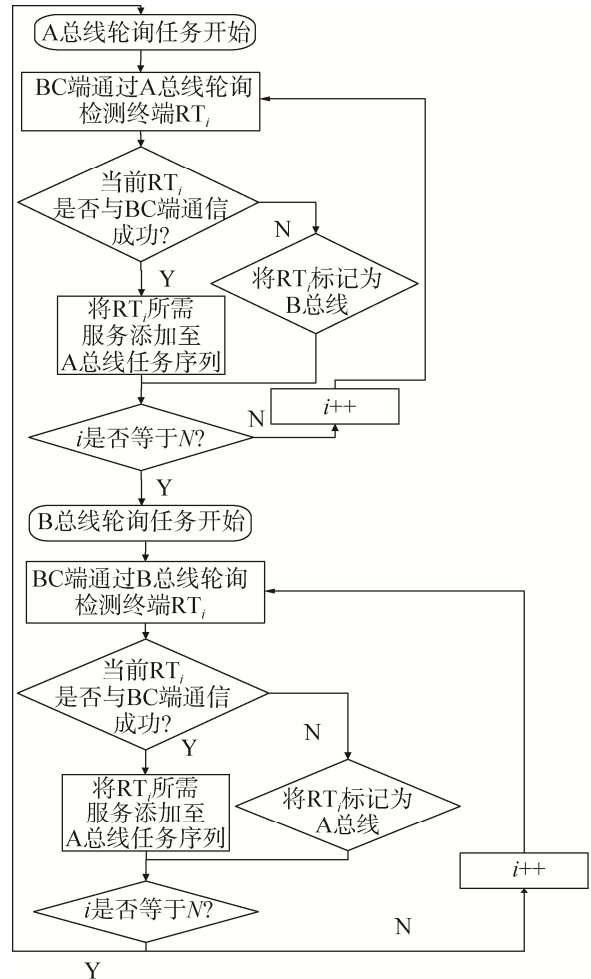 A总线轮询任务开始
BC端通过A总线轮询
检测终端RTi
当前RTi
是否与BC端通信
成功?
N
Y
将RTi标记为
B总线
将RTi所需
服务添加至
A总线任务序列
i++
N
i是否等于N?
Y
B总线轮询任务开始
BC端通过B总线轮询
检测终端RTi
当前RTi
是否与BC端通信
成功?
N
Y
将RTi所需
服务添加至
A总线任务序列
将RTi标记为
A总线
i++
i是否等于N?
N
Y